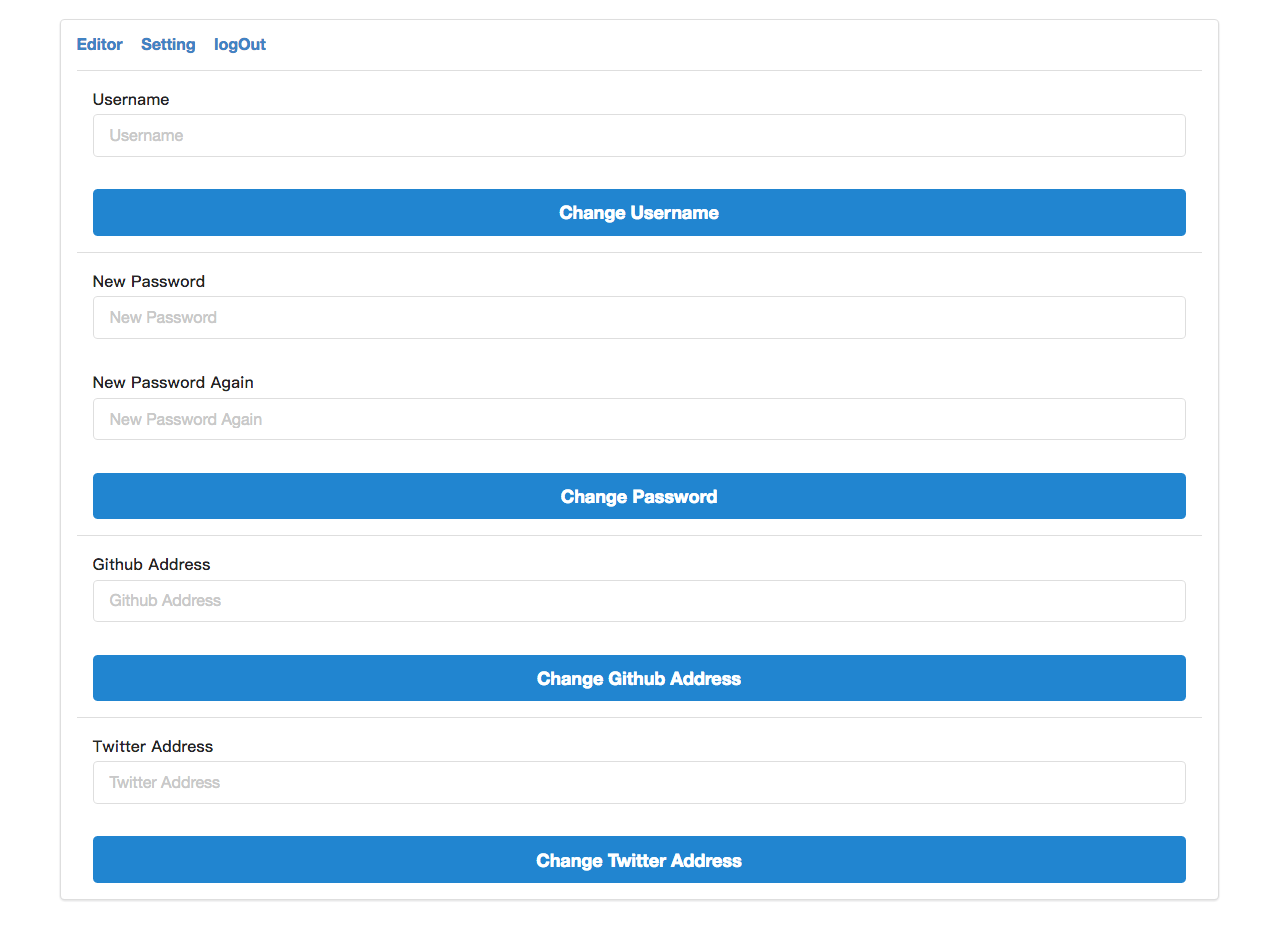 Editor Setting logOut
Username
Username
Change Username
New Password
New Password
New Password Again
New Password Again
Change Password
Github Address
Github Address
Change Github Address
Twitter Address
Twitter Address
Change Twitter Address